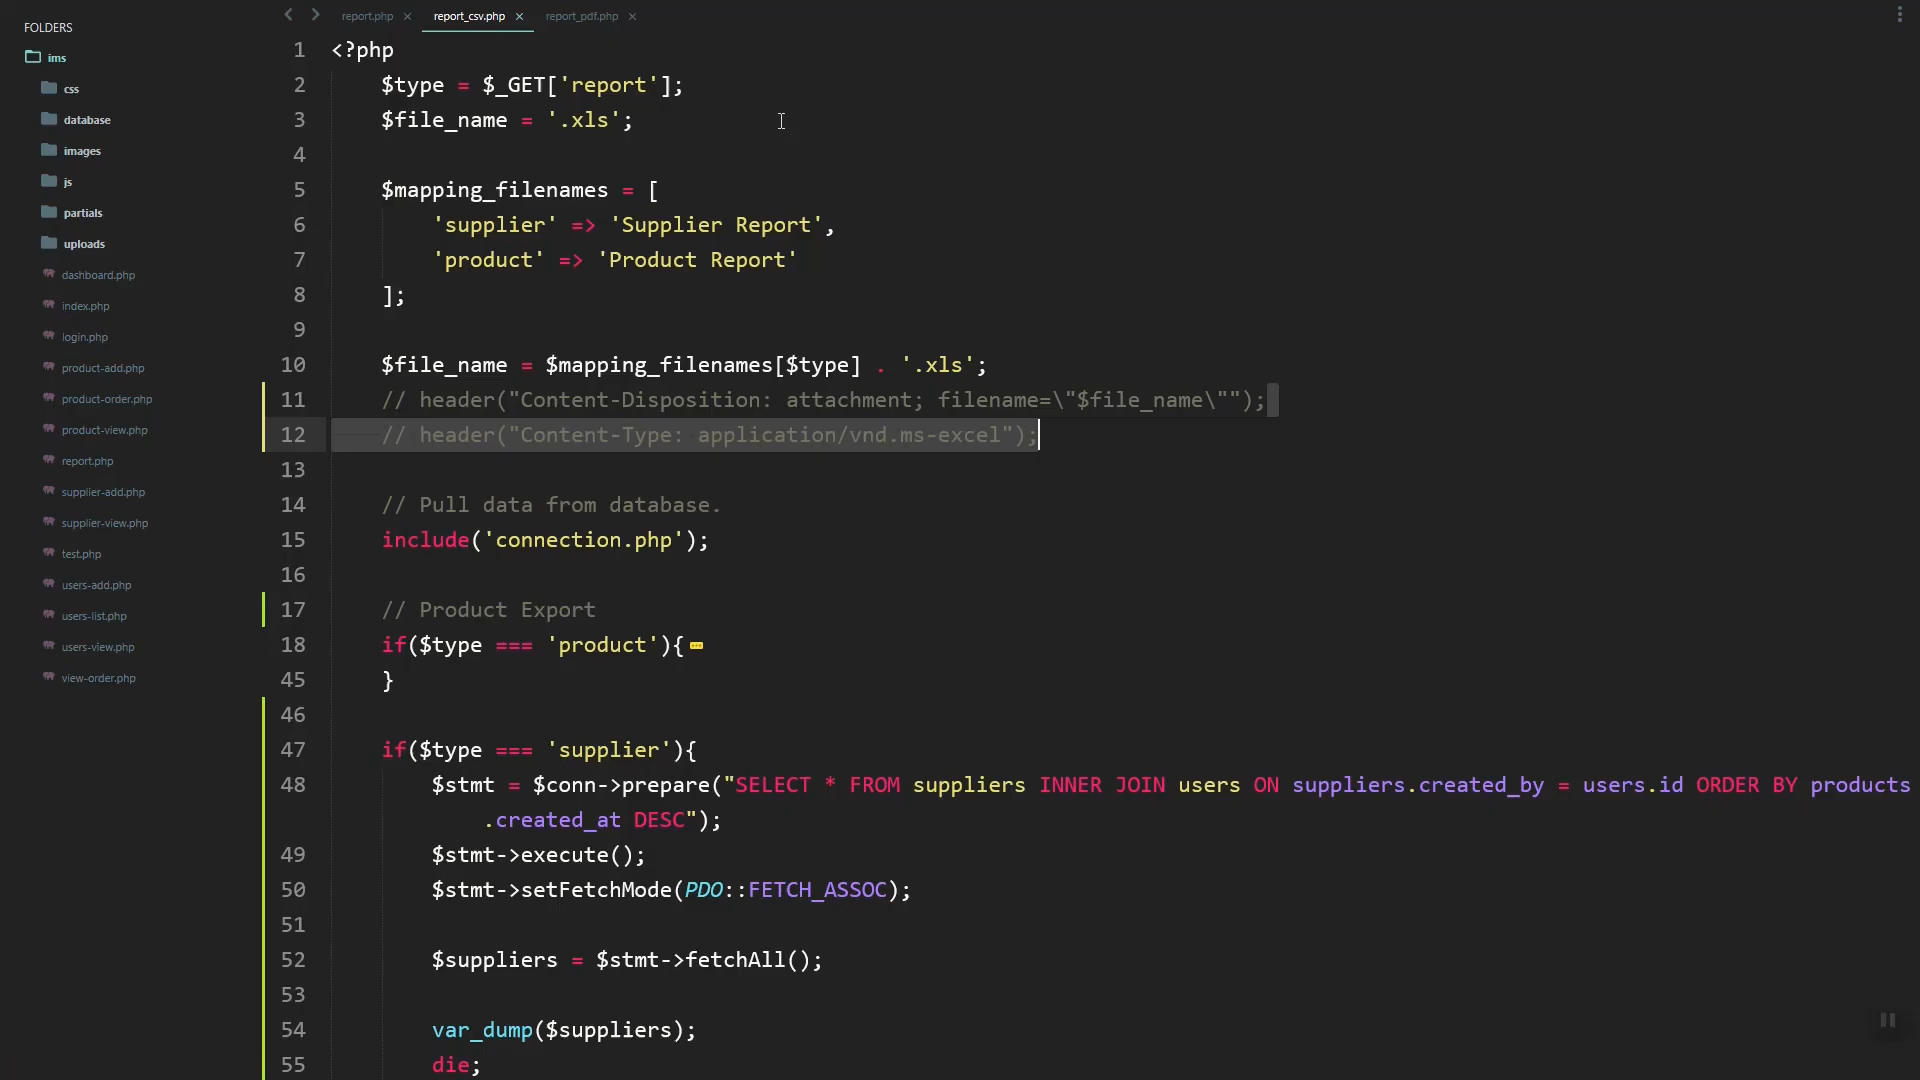 FOLDERS
ims
css
database
images
js
partials
uploads
dashboard.php
index.php
login.php
product-add.php
product-order.php
product-view.php
report.php
supplier-add.php
supplier-view.php
test.php
users-add.php
users-list.php
users-view.php
view-order.php
report.php × report_csv.php × report_pdf.php ×
1 <?php
2 $type = $_GET['report'];
3 $file_name = '.xls';
4
5 $mapping_filenames = [
6 'supplier' => 'Supplier Report',
7 'product' => 'Product Report'
8 ];
9
10 $file_name = $mapping_filenames[$type] . '.xls';
11 // header("Content-Disposition: attachment; filename=\"$file_name\"");
12 // header("Content-Type: application/vnd.ms-excel");
13
14 // Pull data from database.
15 include('connection.php');
16
17 // Product Export
18 if($type === 'product'){
45 }
46
47 if($type === 'supplier'){
48 $stmt = $conn->prepare("SELECT * FROM suppliers INNER JOIN users ON suppliers.created_by = users.id ORDER BY products
.created_at DESC");
49 $stmt->execute();
50 $stmt->setFetchMode(PDO::FETCH_ASSOC);
51
52 $suppliers = $stmt->fetchAll();
53
54 var_dump($suppliers);
55 die;